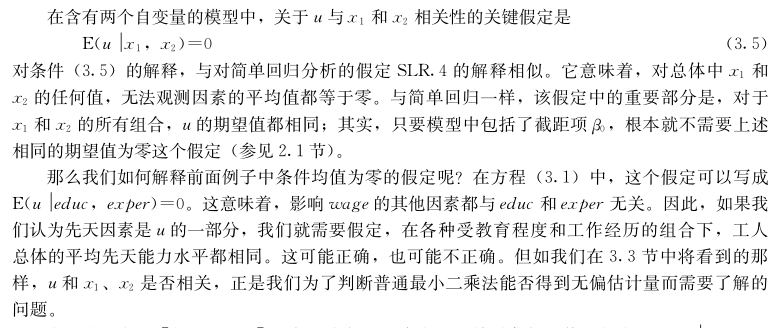 在含有两个自变量的模型中，关于 u 与 x₁ 和 x₂ 相关性的关键假定是
E(u |x₁，x₂)=0 (3.5)
对条件（3.5）的解释，与对简单回归分析的假定 SLR.4 的解释相似。它意味着，对总体中 x₁ 和
x₂ 的任何值，无法观测因素的平均值都等于零。与简单回归一样，该假定中的重要部分是，对于
x₁ 和 x₂ 的所有组合，u 的期望值都相同；其实，只要模型中包括了截距项 β₀，根本就不需要上述
相同的期望值为零这个假定（参见 2.1 节）。
那么我们如何解释前面例子中条件均值为零的假定呢？在方程（3.1）中，这个假定可以写成
E(u |educ，exper)=0。这意味着，影响 wage 的其他因素都与 educ 和 exper 无关。因此，如果我
们认为先天因素是 u 的一部分，我们就需要假定，在各种受教育程度和工作经历的组合下，工人
总体的平均先天能力水平都相同。这可能正确，也可能不正确。但如我们在 3.3 节中将看到的那
样，u 和 x₁、x₂ 是否相关，正是我们为了判断普通最小二乘法能否得到无偏估计量而需要了解的
问题。